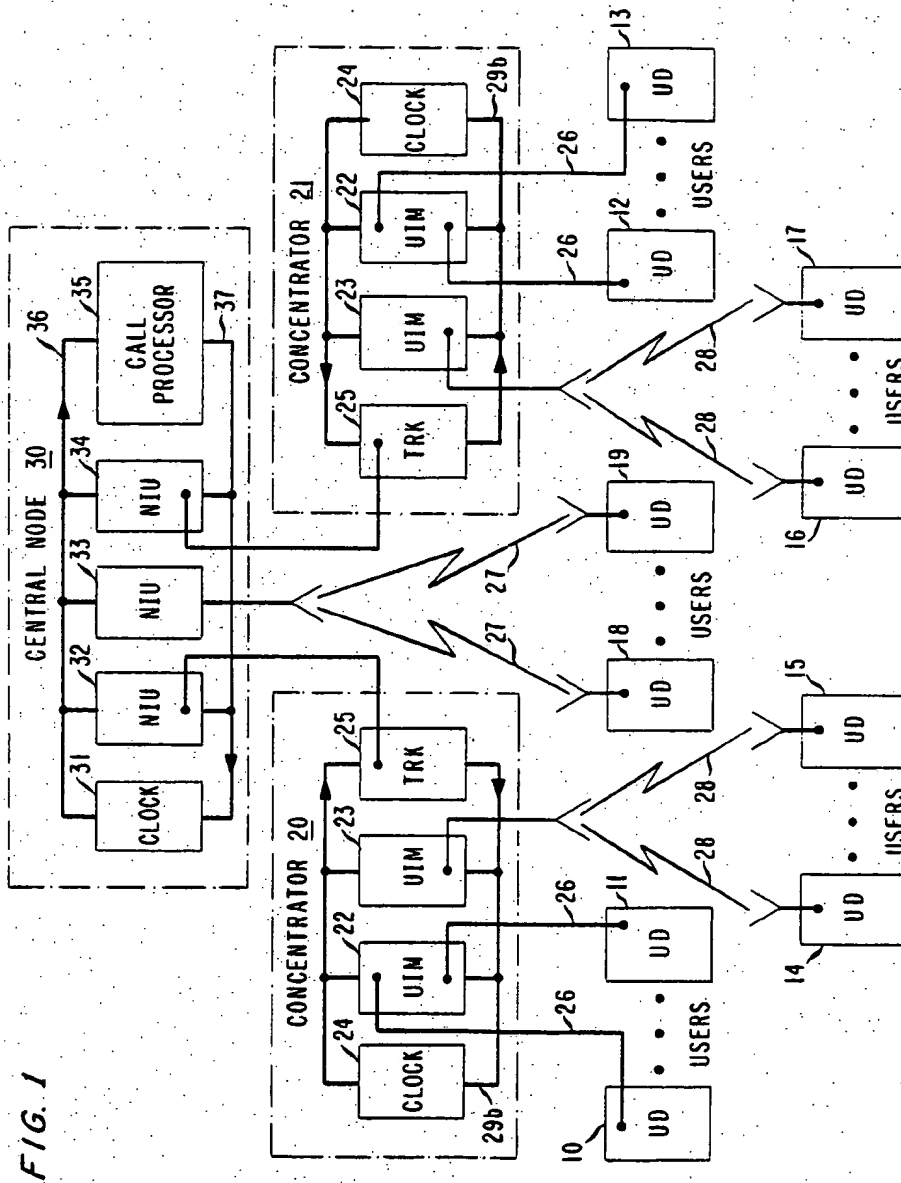 FIG. 1
CENTRAL NODE 30
31
32
33
34
35
36
37
CLOCK
NIU
NIU
NIU
CALL PROCESSOR
CONCENTRATOR 20
24
22
23
25
CLOCK
UIM
UIM
TRK
29b
CONCENTRATOR 21
25
23
22
24
TRK
UIM
UIM
CLOCK
29b
26
26
28
28
27
27
28
28
26
26
10
UD
11
UD
USERS
14
UD
15
UD
USERS
18
UD
19
UD
USERS
16
UD
17
UD
USERS
12
UD
13
UD
USERS